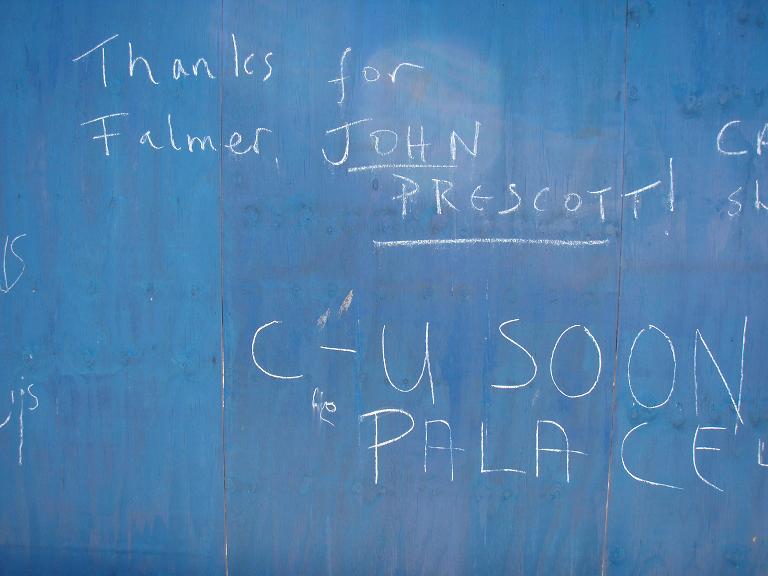 Thanks for
Falmer, JOHN
PRESCOTT!
C-U SOON
PALACE